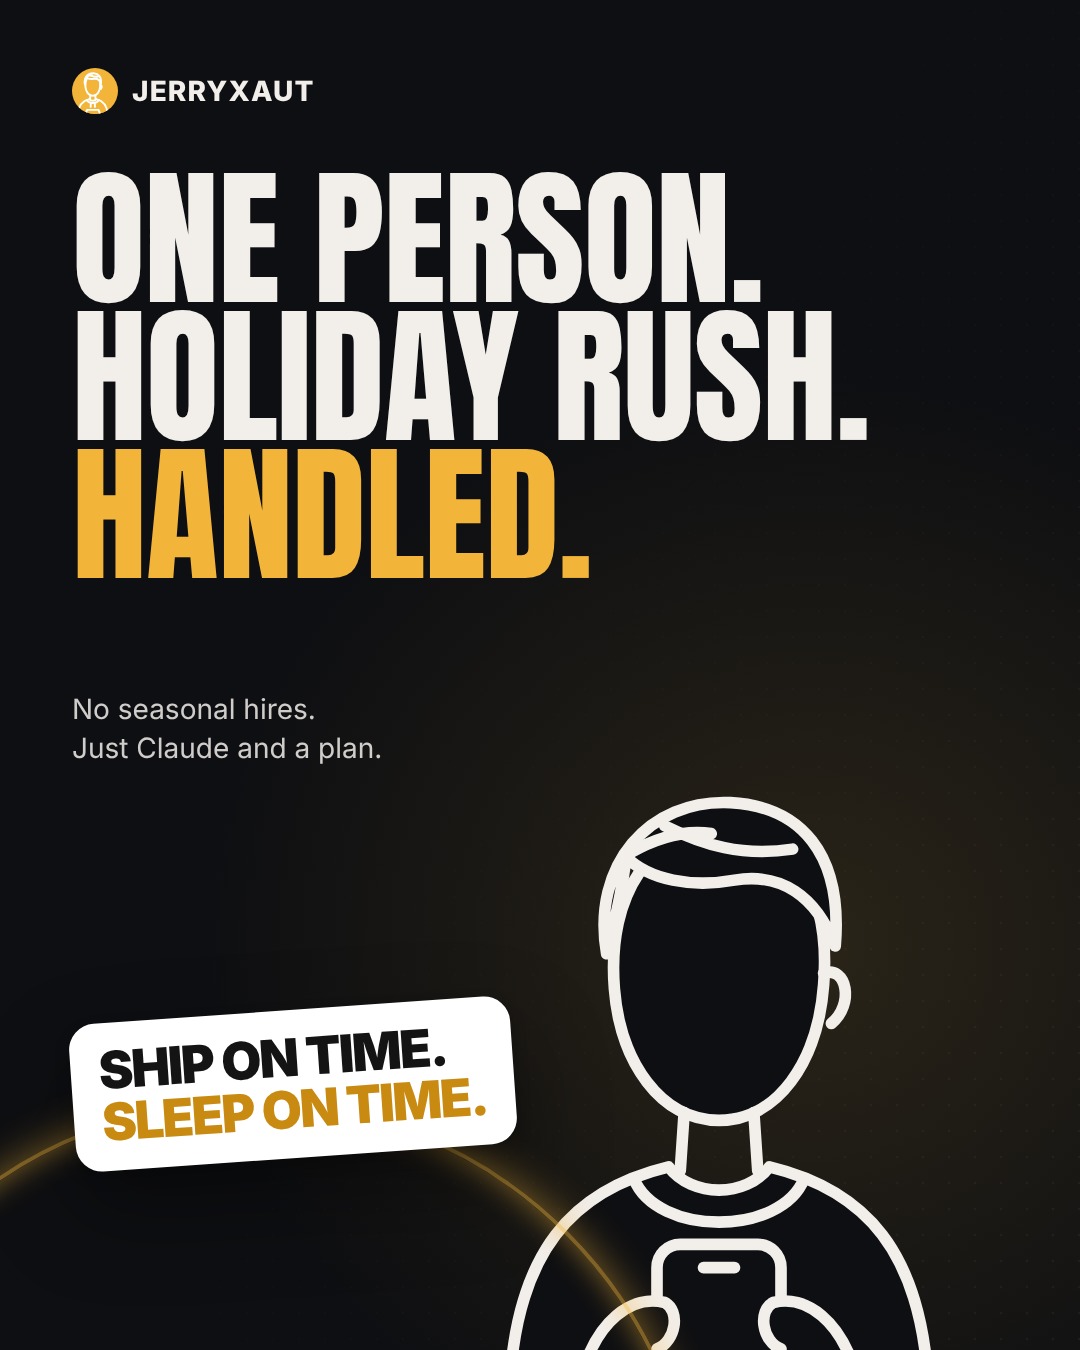 JERRYXAUT
ONE PERSON.
HOLIDAY RUSH.
HANDLED.
No seasonal hires.
Just Claude and a plan.
SHIP ON TIME.
SLEEP ON TIME.